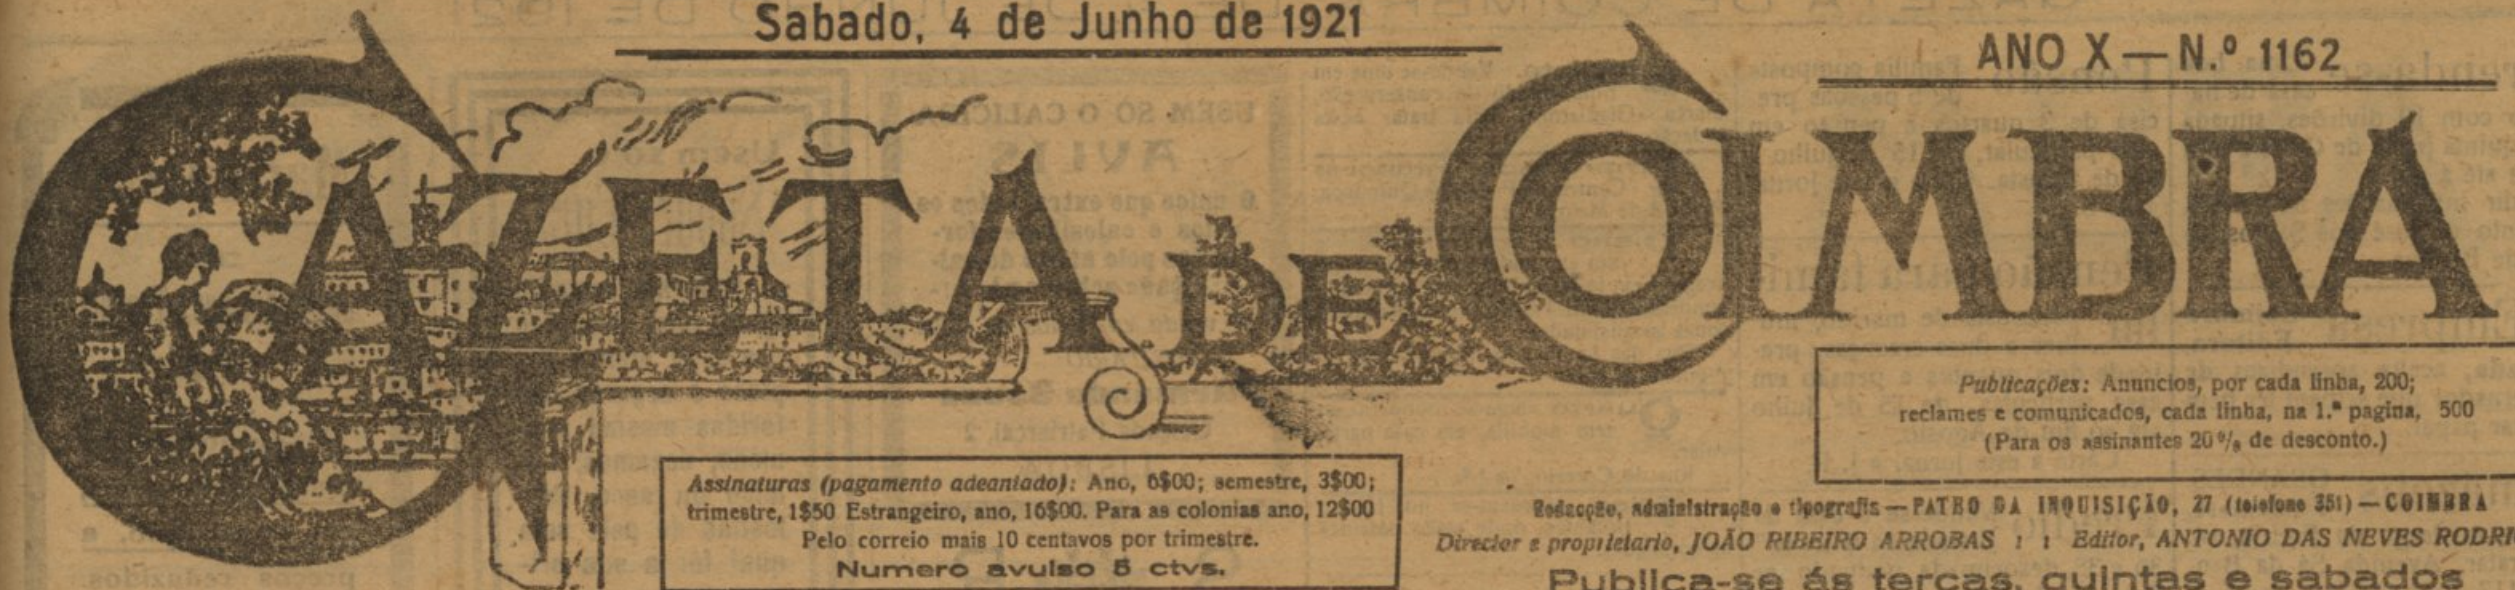 Sabado, 4 de Junho de 1921
ANO X — N.º 1162
GAZETA DE COIMBRA
Publicações: Anuncios, por cada linha, 200;
reclames e comunicados, cada linha, na 1.ª pagina, 500
(Para os assinantes 20% de desconto.)
Assinaturas (pagamento adeantado): Ano, 6$00; semestre, 3$00;
trimestre, 1$50 Estrangeiro, ano, 16$00. Para as colonias ano, 12$00
Pelo correio mais 10 centavos por trimestre.
Numero avulso 5 ctvs.
Redacção, administração e tipografia — PATEO DA INQUISIÇÃO, 27 (telefone 351) — COIMBRA
Director e proprietario, JOÃO RIBEIRO ARROBAS : : Editor, ANTONIO DAS NEVES RODRI
Publica-se ás terças, quintas e sabados